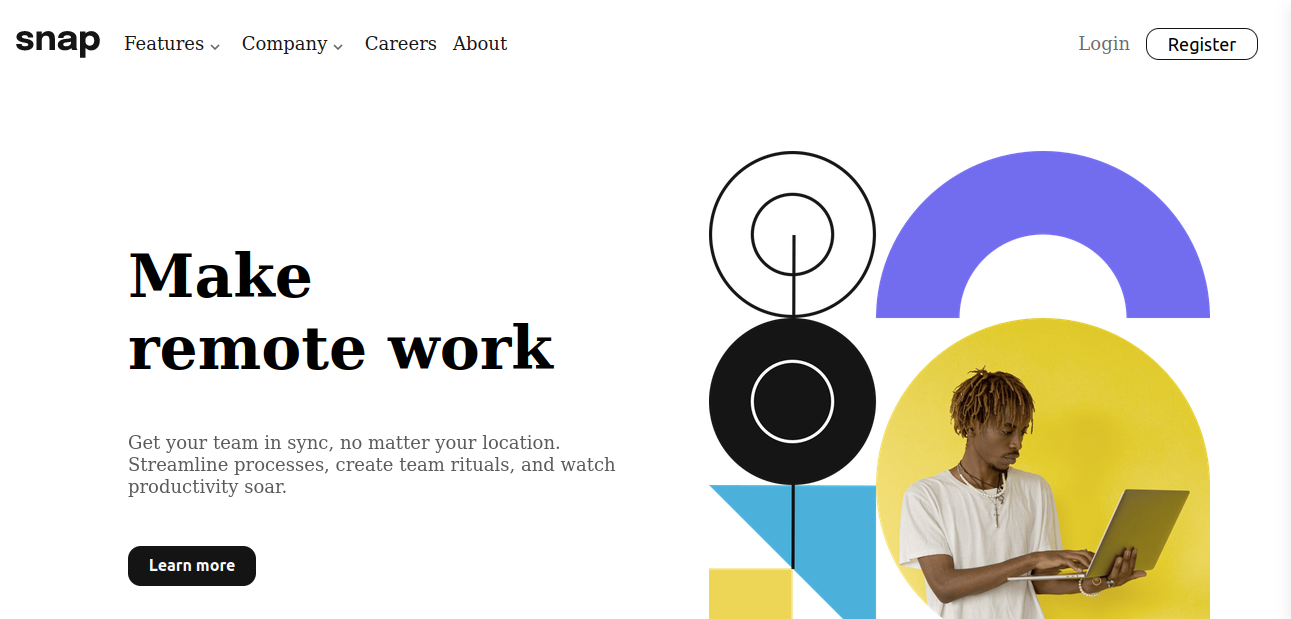 snap Features Company Careers About Login Register
Make
remote work
Get your team in sync, no matter your location.
Streamline processes, create team rituals, and watch
productivity soar.
Learn more